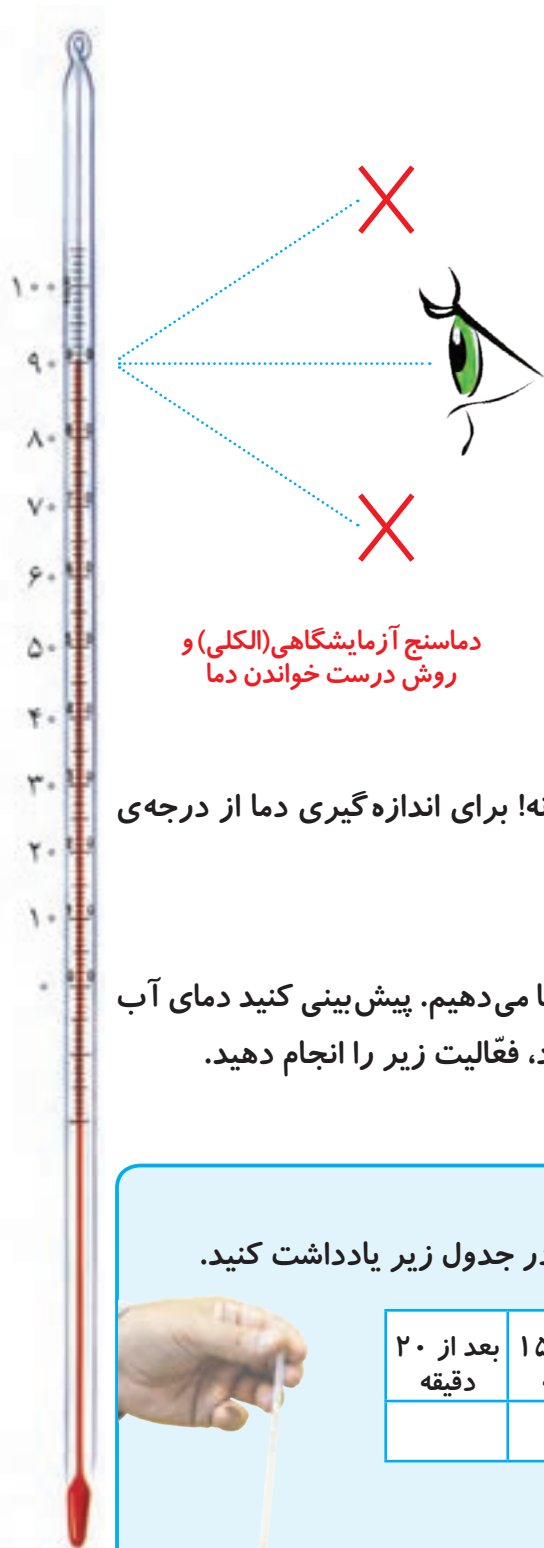 ۱۰۰
۹۰
۸۰
۷۰
۶۰
۵۰
۴۰
۳۰
۲۰
۱۰
۰
دماسنج آزمایشگاهی(الکلی) و
روش درست خواندن دما
نه! برای اندازه گیری دما از درجه‌ی
می‌دهیم. پیش‌بینی کنید دمای آب
فعّالیت زیر را انجام دهید.
در جدول زیر یادداشت کنید.
بعد از ۲۰
دقیقه
۱۵